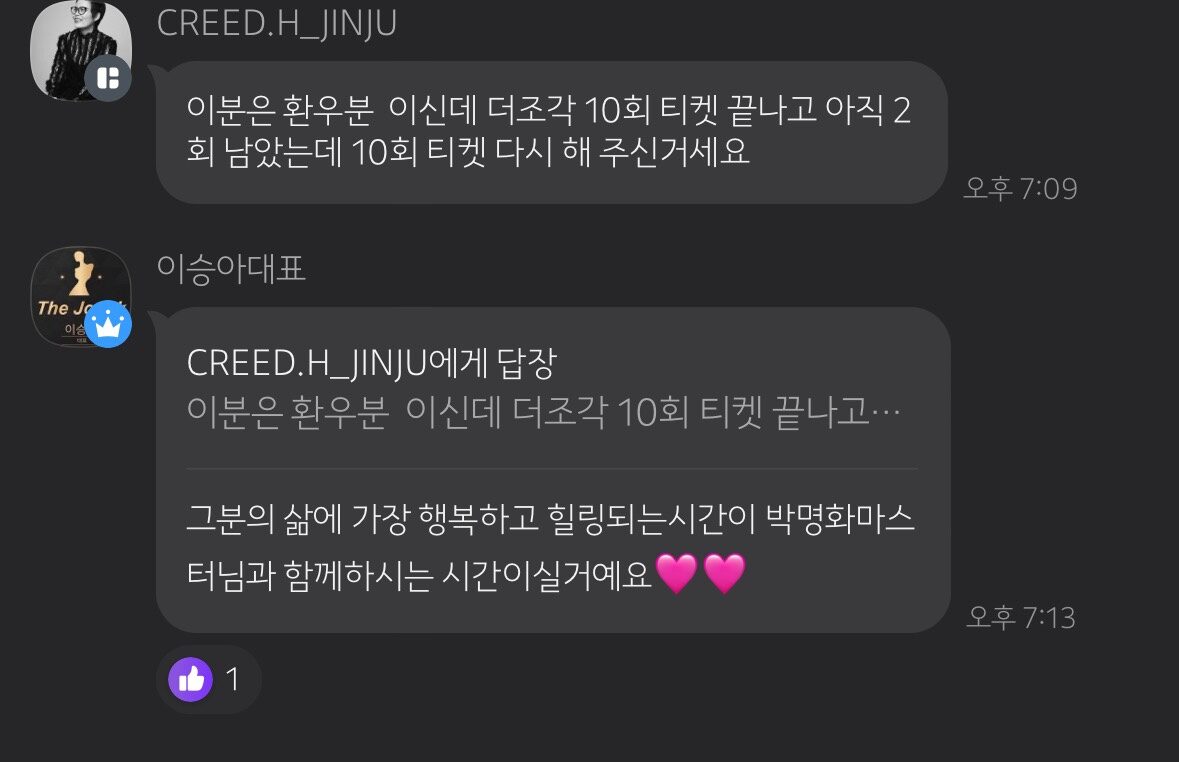 CREED.H_JINJU
이분은 환우분 이신데 더조각 10회 티켓 끝나고 아직 2
회 남았는데 10회 티켓 다시 해 주신거세요
오후 7:09
이승아대표
The
CREED.H_JINJU에게 답장
이분은 환우분 이신데 더조각 10회 티켓 끝나고…
그분의 삶에 가장 행복하고 힐링되는시간이 박명화마스
터님과 함께하시는 시간이실거예요🩷🩷
오후 7:13
1